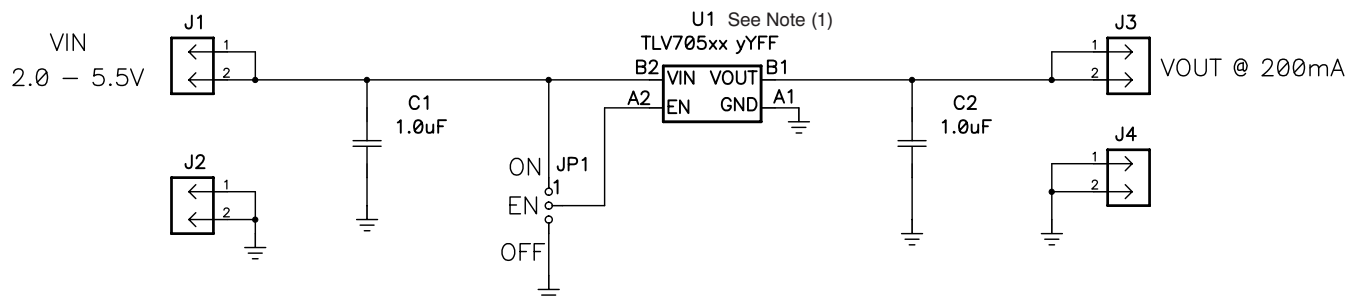 U1 See Note (1)
J1
J3
VIN
2.0 – 5.5V
TLV705xx yYFF
1
2
B2
VIN VOUT
B1
1
2
VOUT @ 200mA
A2
EN GND
A1
C1
1.0uF
C2
1.0uF
J2
J4
ON
JP1
1
1
2
1
2
EN
OFF